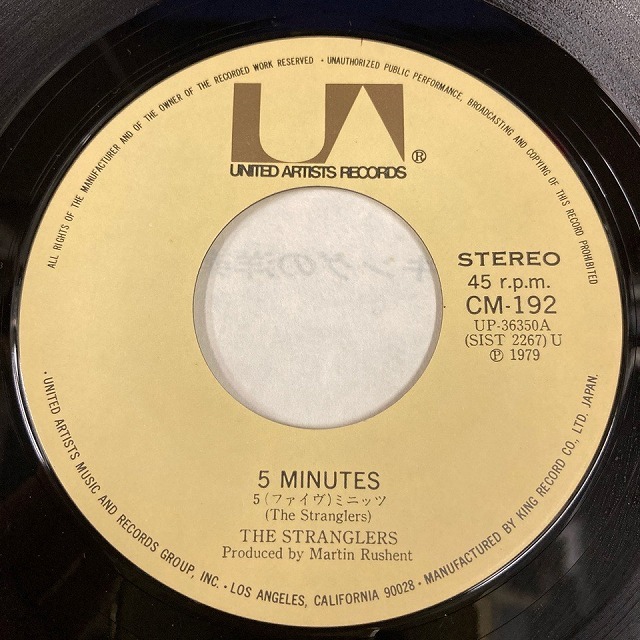 ALL RIGHTS OF THE MANUFACTURER AND OF THE OWNER OF THE RECORDED WORK RESERVED • UNAUTHORIZED PUBLIC PERFORMANCE, BROADCASTING AND COPYING OF THIS RECORD PROHIBITED
UA
UNITED ARTISTS RECORDS ®
STEREO
45 r.p.m.
CM-192
UP-36350A
(SIST 2267) U
Ⓟ 1979
5 MINUTES
5 (ファイヴ) ミニッツ
(The Stranglers)
THE STRANGLERS
Produced by Martin Rushent
• UNITED ARTISTS MUSIC AND RECORDS GROUP, INC. • LOS ANGELES, CALIFORNIA 90028 • MANUFACTURED BY KING RECORD CO., LTD. JAPAN.